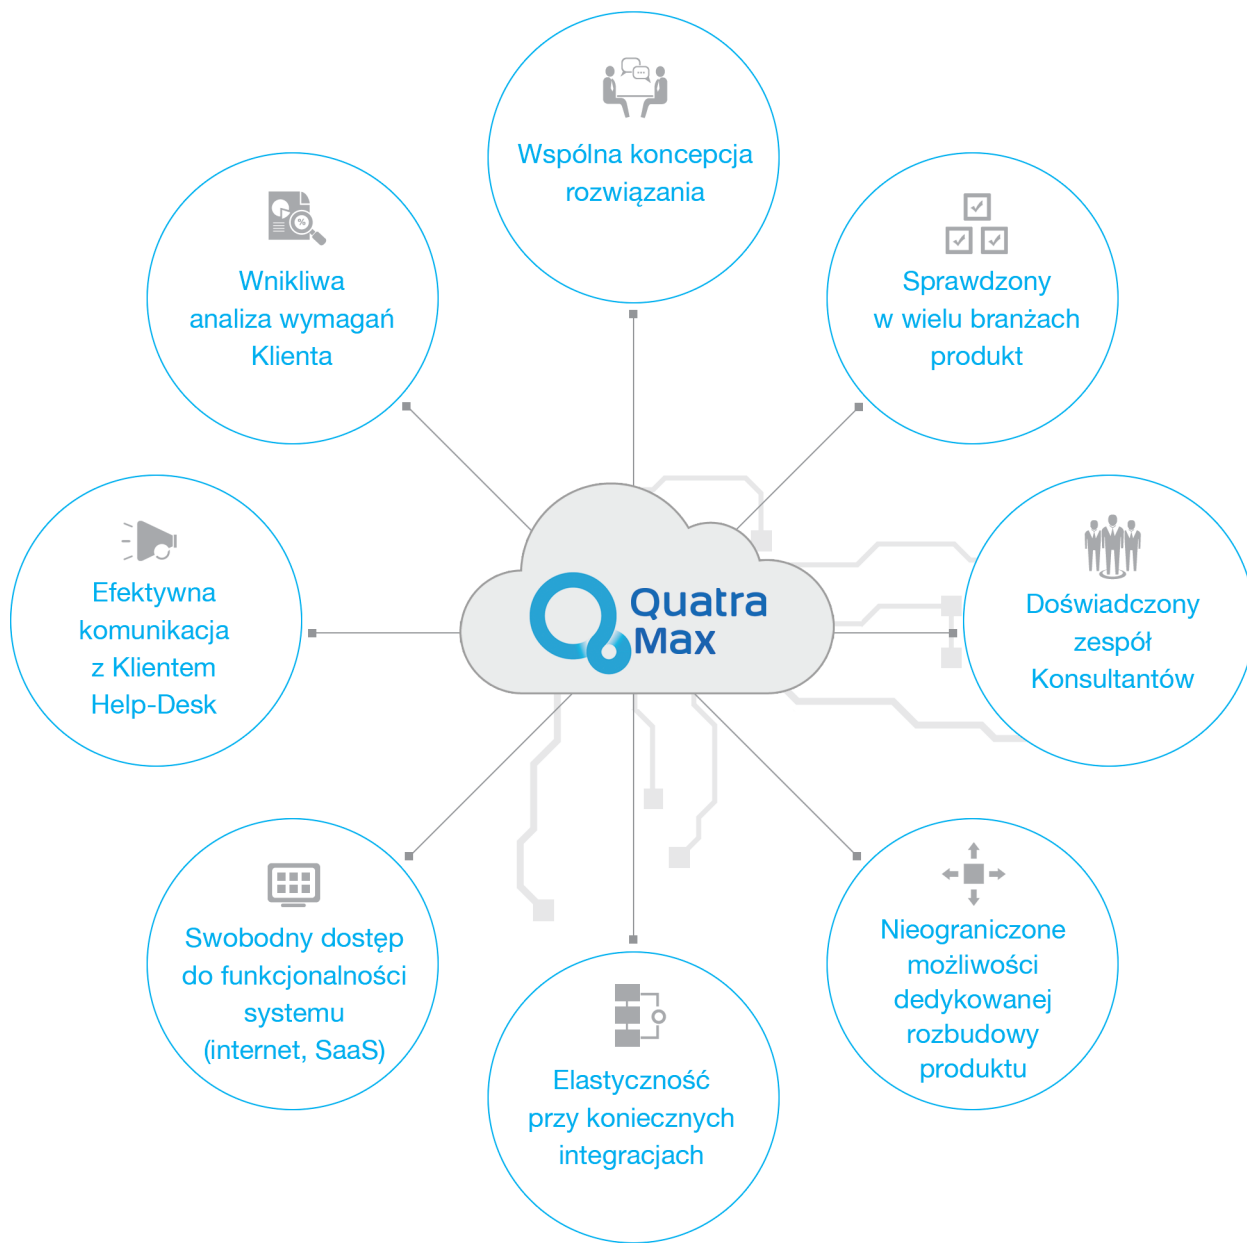 Wspólna koncepcja
rozwiązania
Sprawdzony
w wielu branżach
produkt
Doświadczony
zespół
Konsultantów
Nieograniczone
możliwości
dedykowanej
rozbudowy
produktu
Elastyczność
przy koniecznych
integracjach
Swobodny dostęp
do funkcjonalności
systemu
(internet, SaaS)
Efektywna
komunikacja
z Klientem
Help-Desk
Wnikliwa
analiza wymagań
Klienta
%
Quatra
Max